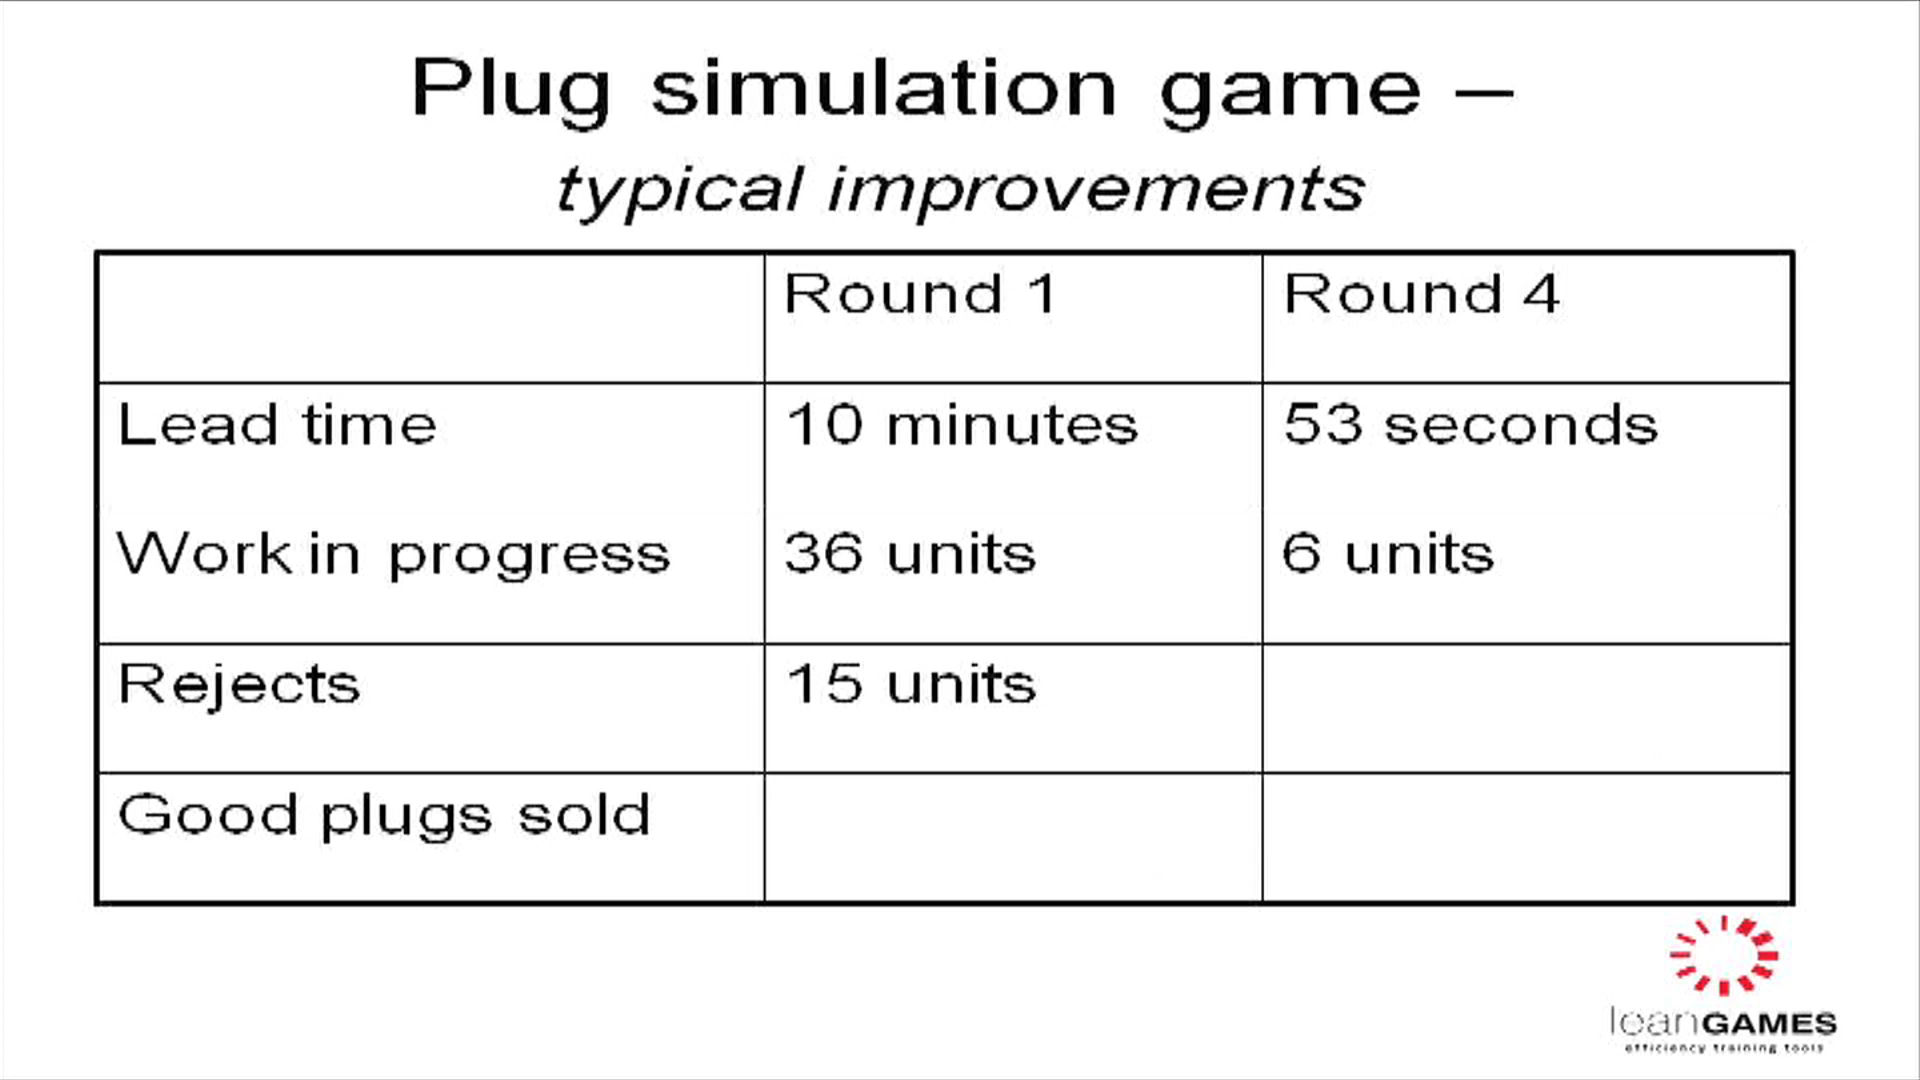 Plug simulation game –
typical improvements
Round 1 Round 4
Lead time 10 minutes 53 seconds
Work in progress 36 units 6 units
Rejects 15 units
Good plugs sold
leanGAMES
efficiency training tools